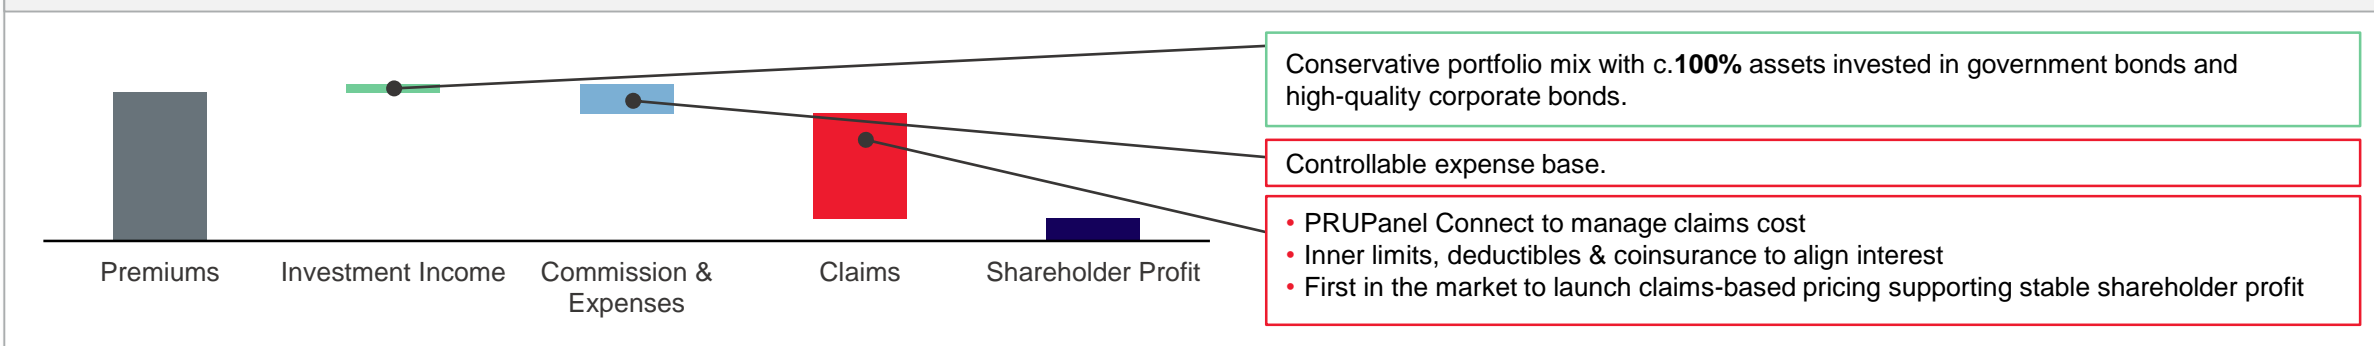 Conservative portfolio mix with c.100% assets invested in government bonds and
high-quality corporate bonds.
Controllable expense base.
• PRUPanel Connect to manage claims cost
• Inner limits, deductibles & coinsurance to align interest
• First in the market to launch claims-based pricing supporting stable shareholder profit
Premiums
Investment Income
Commission &
Expenses
Claims
Shareholder Profit